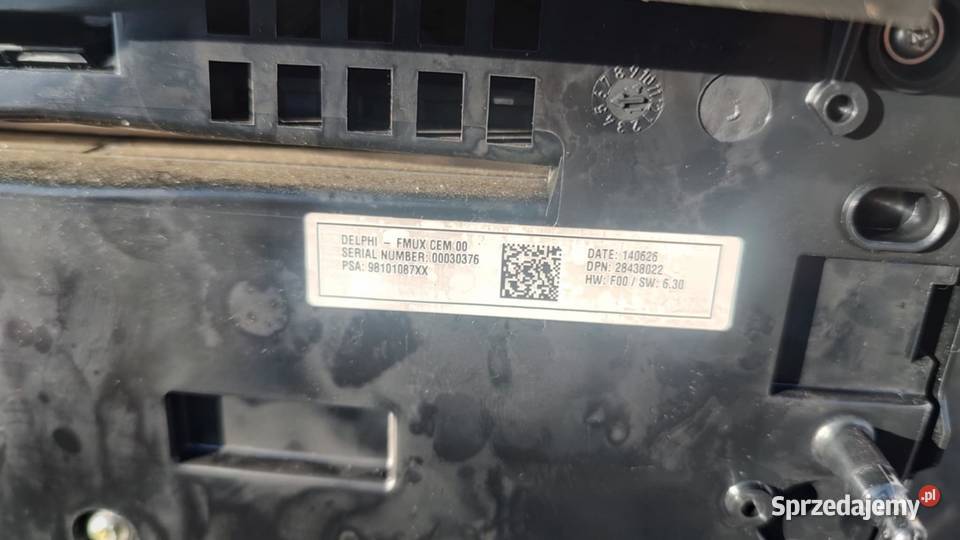 DELPHI - FMUX CEM 00
SERIAL NUMBER: 00030376
PSA: 98101087XX
DATE: 140626
DPN: 28438022
HW: F00 / SW: 6.30
Sprzedajemy.pl